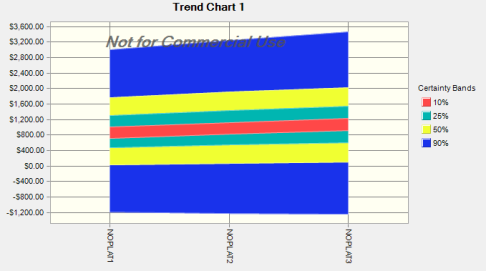 Trend Chart 1
Not for Commercial Use
$3,600.00
$3,200.00
$2,800.00
$2,400.00
$2,000.00
$1,600.00
$1,200.00
$800.00
$400.00
$0.00
-$400.00
-$800.00
-$1,200.00
NOPLAT1
NOPLAT2
NOPLAT3
Certainty Bands
10%
25%
50%
90%